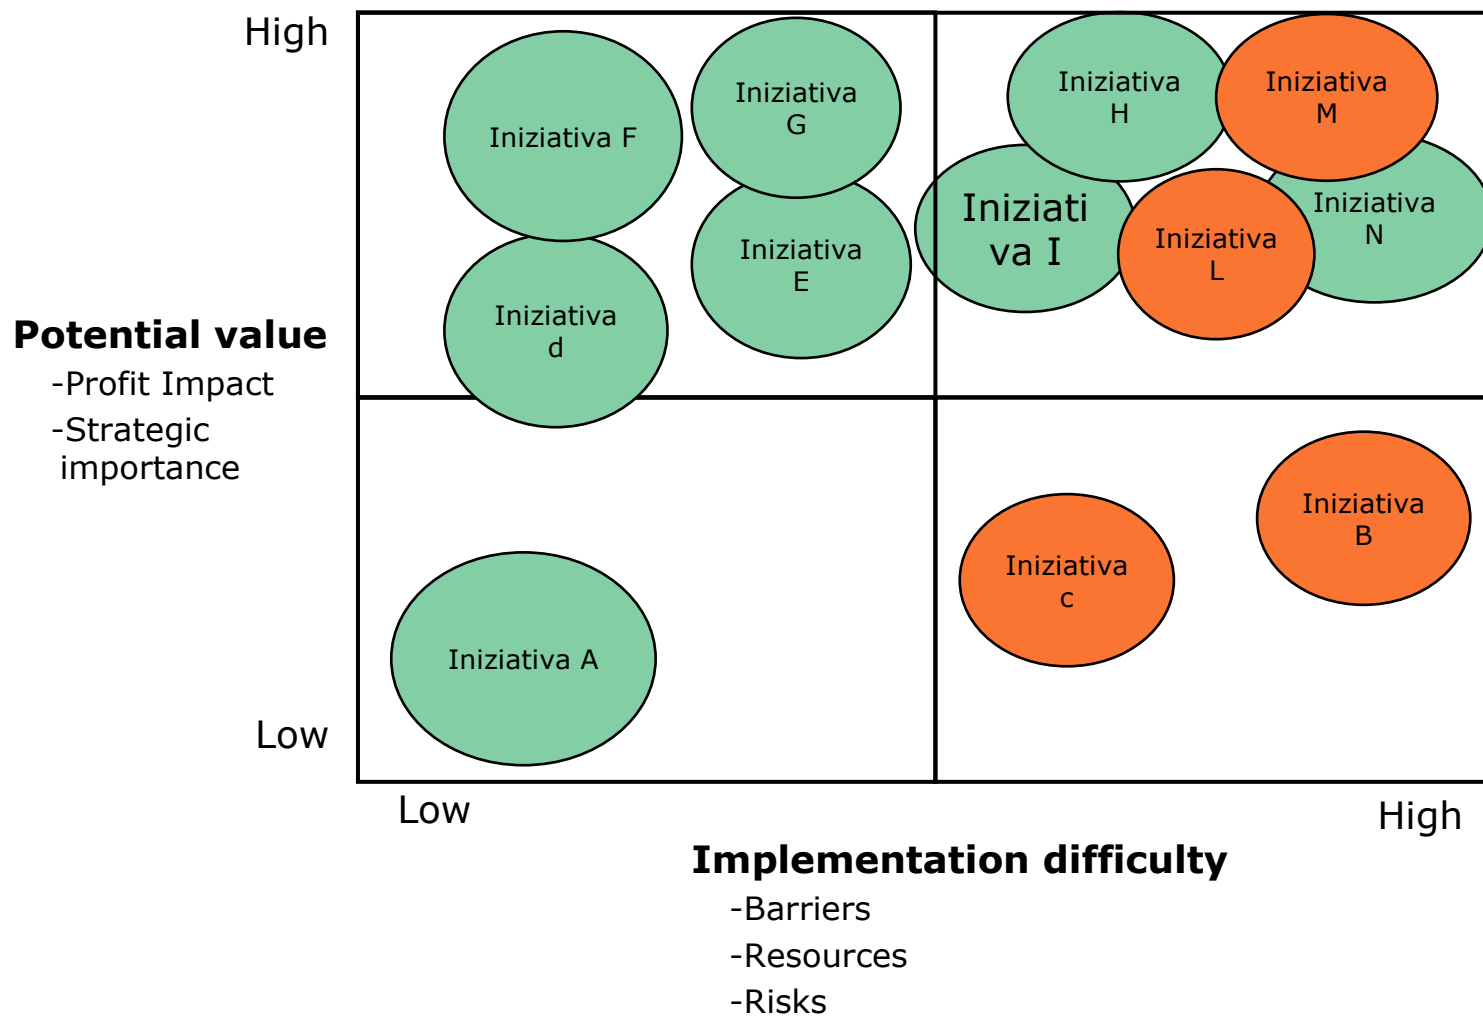 High
Iniziativa F
Iniziativa
G
Iniziativa
H
Iniziativa
M
Iniziativa
d
Iniziativa
E
Iniziati
va I
Iniziativa
L
Iniziativa
N
Potential value
-Profit Impact
-Strategic
importance
Iniziativa A
Iniziativa
c
Iniziativa
B
Low
Low
High
Implementation difficulty
-Barriers
-Resources
-Risks